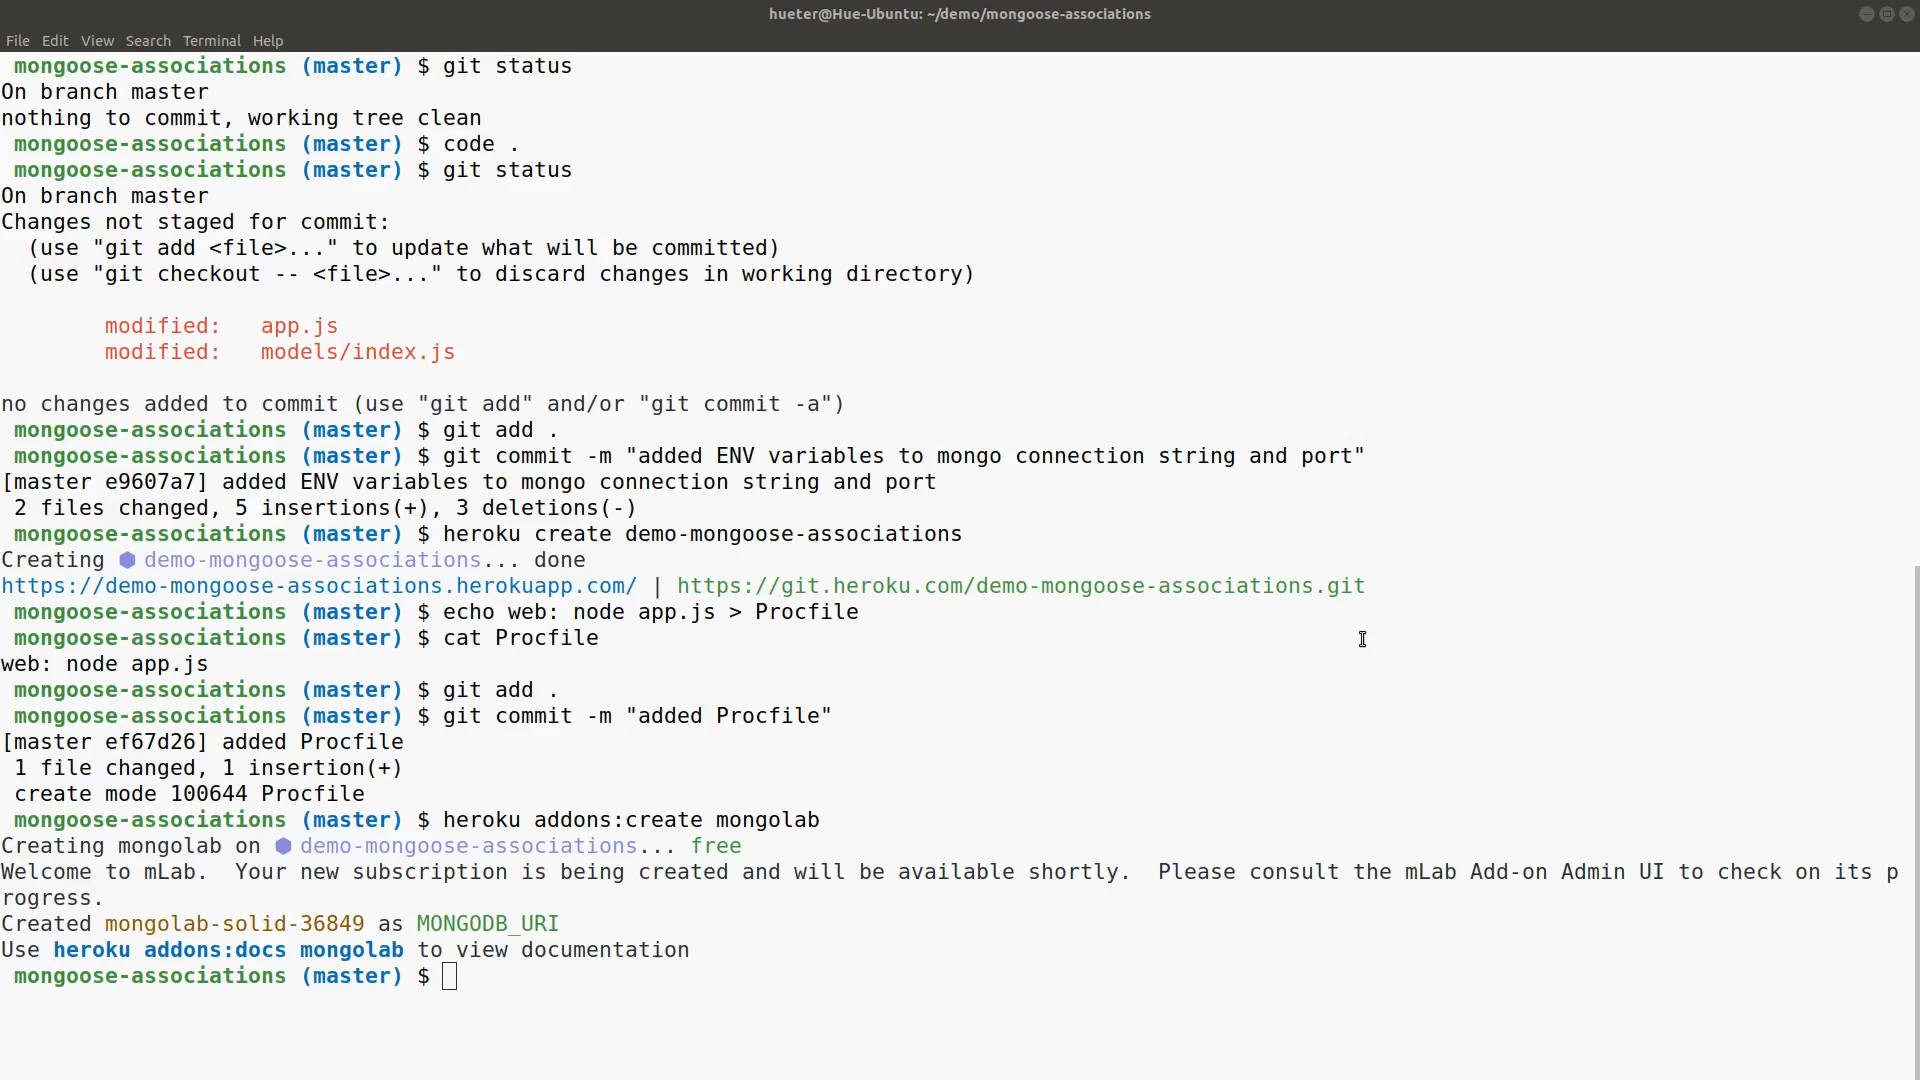 hueter@Hue-Ubuntu: ~/demo/mongoose-associations
File Edit View Search Terminal Help
mongoose-associations (master) $ git status
On branch master
nothing to commit, working tree clean
mongoose-associations (master) $ code .
mongoose-associations (master) $ git status
On branch master
Changes not staged for commit:
  (use "git add <file>..." to update what will be committed)
  (use "git checkout -- <file>..." to discard changes in working directory)
        modified:   app.js
        modified:   models/index.js
no changes added to commit (use "git add" and/or "git commit -a")
mongoose-associations (master) $ git add .
mongoose-associations (master) $ git commit -m "added ENV variables to mongo connection string and port"
[master e9607a7] added ENV variables to mongo connection string and port
 2 files changed, 5 insertions(+), 3 deletions(-)
mongoose-associations (master) $ heroku create demo-mongoose-associations
Creating ⬢ demo-mongoose-associations... done
https://demo-mongoose-associations.herokuapp.com/ | https://git.heroku.com/demo-mongoose-associations.git
mongoose-associations (master) $ echo web: node app.js > Procfile
mongoose-associations (master) $ cat Procfile
web: node app.js
mongoose-associations (master) $ git add .
mongoose-associations (master) $ git commit -m "added Procfile"
[master ef67d26] added Procfile
 1 file changed, 1 insertion(+)
 create mode 100644 Procfile
mongoose-associations (master) $ heroku addons:create mongolab
Creating mongolab on ⬢ demo-mongoose-associations... free
Welcome to mLab.  Your new subscription is being created and will be available shortly.  Please consult the mLab Add-on Admin UI to check on its p
rogress.
Created mongolab-solid-36849 as MONGODB_URI
Use heroku addons:docs mongolab to view documentation
mongoose-associations (master) $